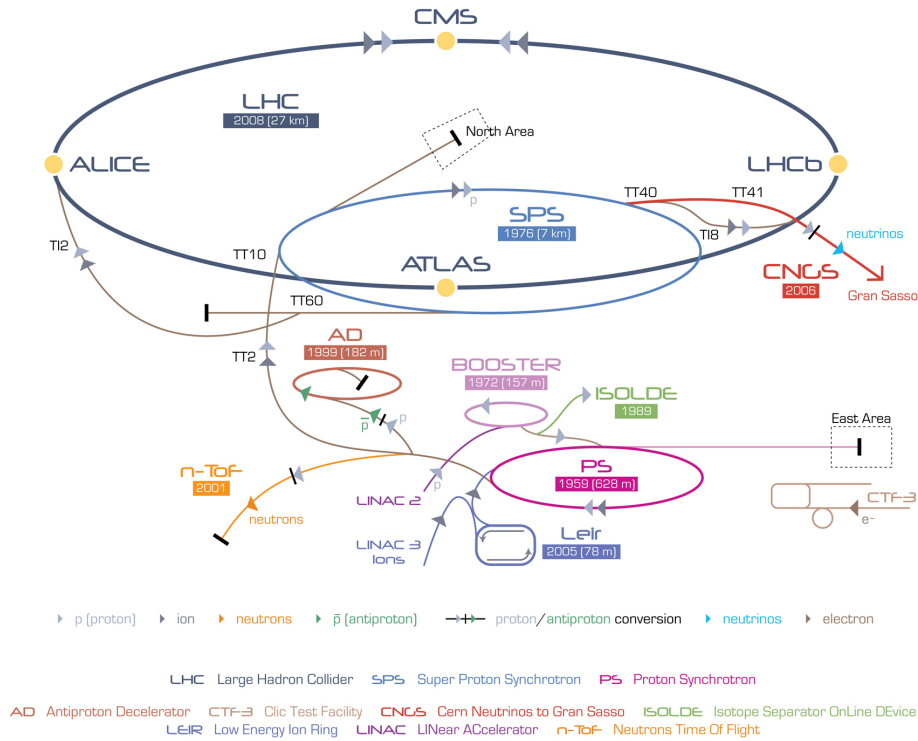 CMS
LHC
2008 (27 km)
North Area
ALICE
LHCb
TT40
TT41
SPS
1976 (7 km)
p
TI8
neutrinos
TI2
TT10
ATLAS
CNGS
2006
Gran Sasso
TT60
AD
1999 (182 m)
TT2
BOOSTER
1972 (157 m)
ISOLDE
1989
p̅
p
East Area
n-ToF
2001
p
LINAC 2
PS
1959 (628 m)
neutrons
CTF-3
e-
LINAC 3
Ions
Leir
2005 (78 m)
p (proton) ion neutrons p̅ (antiproton) proton/antiproton conversion neutrinos electron
LHC Large Hadron Collider SPS Super Proton Synchrotron PS Proton Synchrotron
AD Antiproton Decelerator CTF-3 Clic Test Facility CNGS Cern Neutrinos to Gran Sasso ISOLDE Isotope Separator OnLine DEvice
LEIR Low Energy Ion Ring LINAC LINear ACcelerator n-ToF Neutrons Time Of Flight